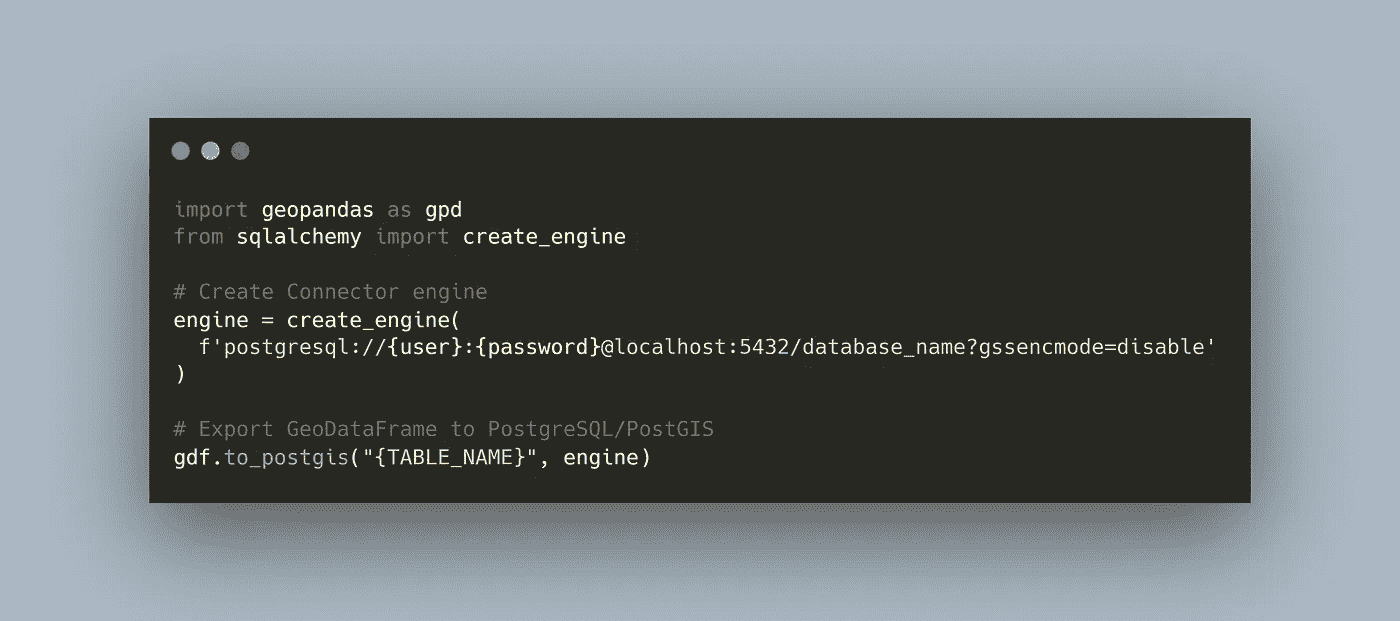 import geopandas as gpd
from sqlalchemy import create_engine
# Create Connector engine
engine = create_engine(
f'postgresql://{user}:{password}@localhost:5432/database_name?gssencmode=disable'
)
# Export GeoDataFrame to PostgreSQL/PostGIS
gdf.to_postgis("{TABLE_NAME}", engine)